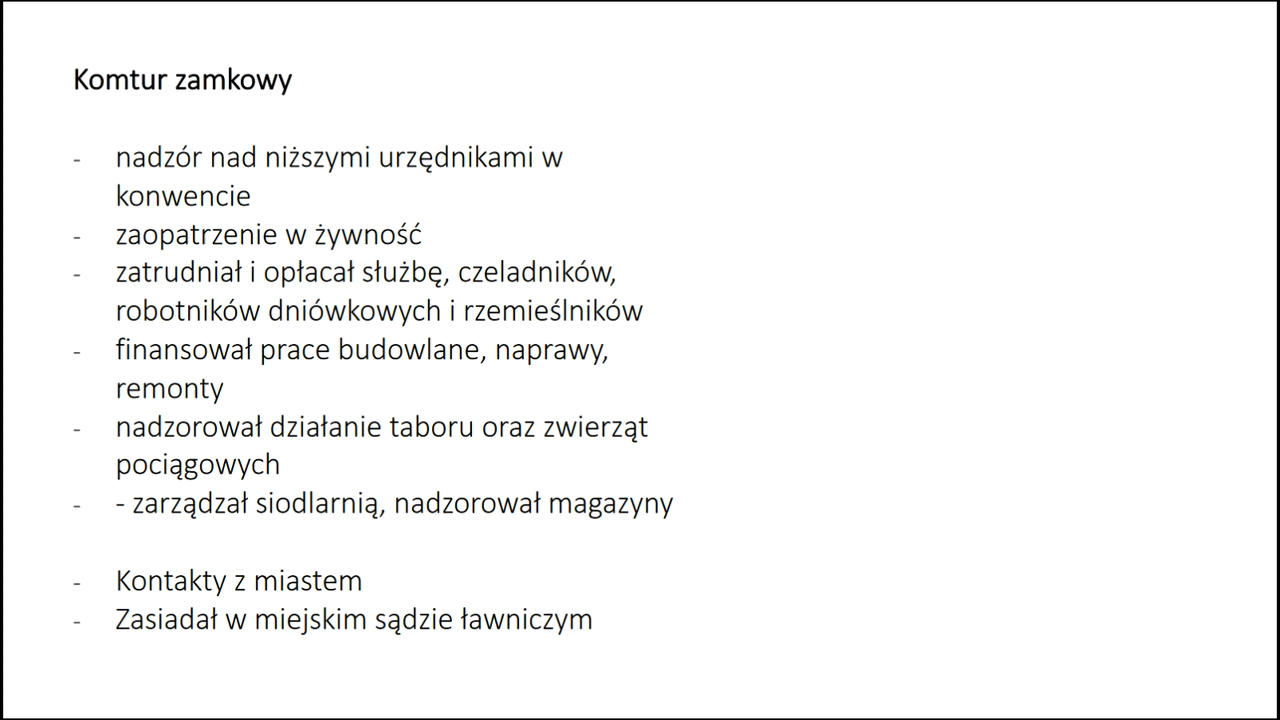 Komtur zamkowy
- nadzór nad niższymi urzędnikami w
konwencie
- zaopatrzenie w żywność
- zatrudniał i opłacał służbę, czeladników,
robotników dniówkowych i rzemieślników
- finansował prace budowlane, naprawy,
remonty
- nadzorował działanie taboru oraz zwierząt
pociągowych
- - zarządzał siodlarnią, nadzorował magazyny
- Kontakty z miastem
- Zasiadał w miejskim sądzie ławniczym